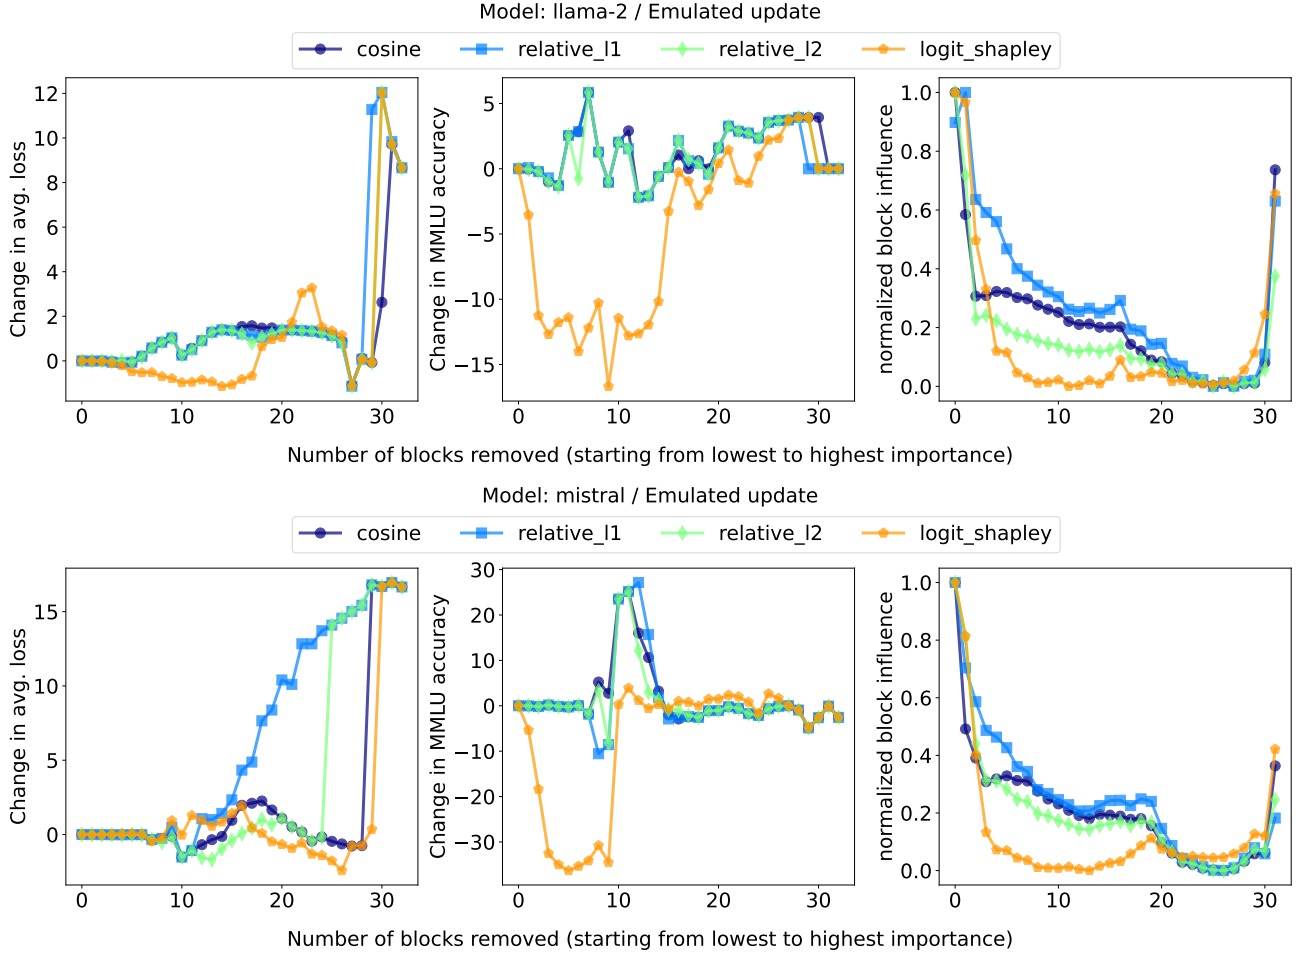 Model: llama-2 / Emulated update
cosine relative_l1 relative_l2 logit_shapley
Change in avg. loss
12
10
8
6
4
2
0
0 10 20 30
Change in MMLU accuracy
5
0
−5
−10
−15
0 10 20 30
normalized block influence
1.0
0.8
0.6
0.4
0.2
0.0
0 10 20 30
Number of blocks removed (starting from lowest to highest importance)
Model: mistral / Emulated update
cosine relative_l1 relative_l2 logit_shapley
Change in avg. loss
15
10
5
0
0 10 20 30
Change in MMLU accuracy
30
20
10
0
−10
−20
−30
0 10 20 30
normalized block influence
1.0
0.8
0.6
0.4
0.2
0.0
0 10 20 30
Number of blocks removed (starting from lowest to highest importance)